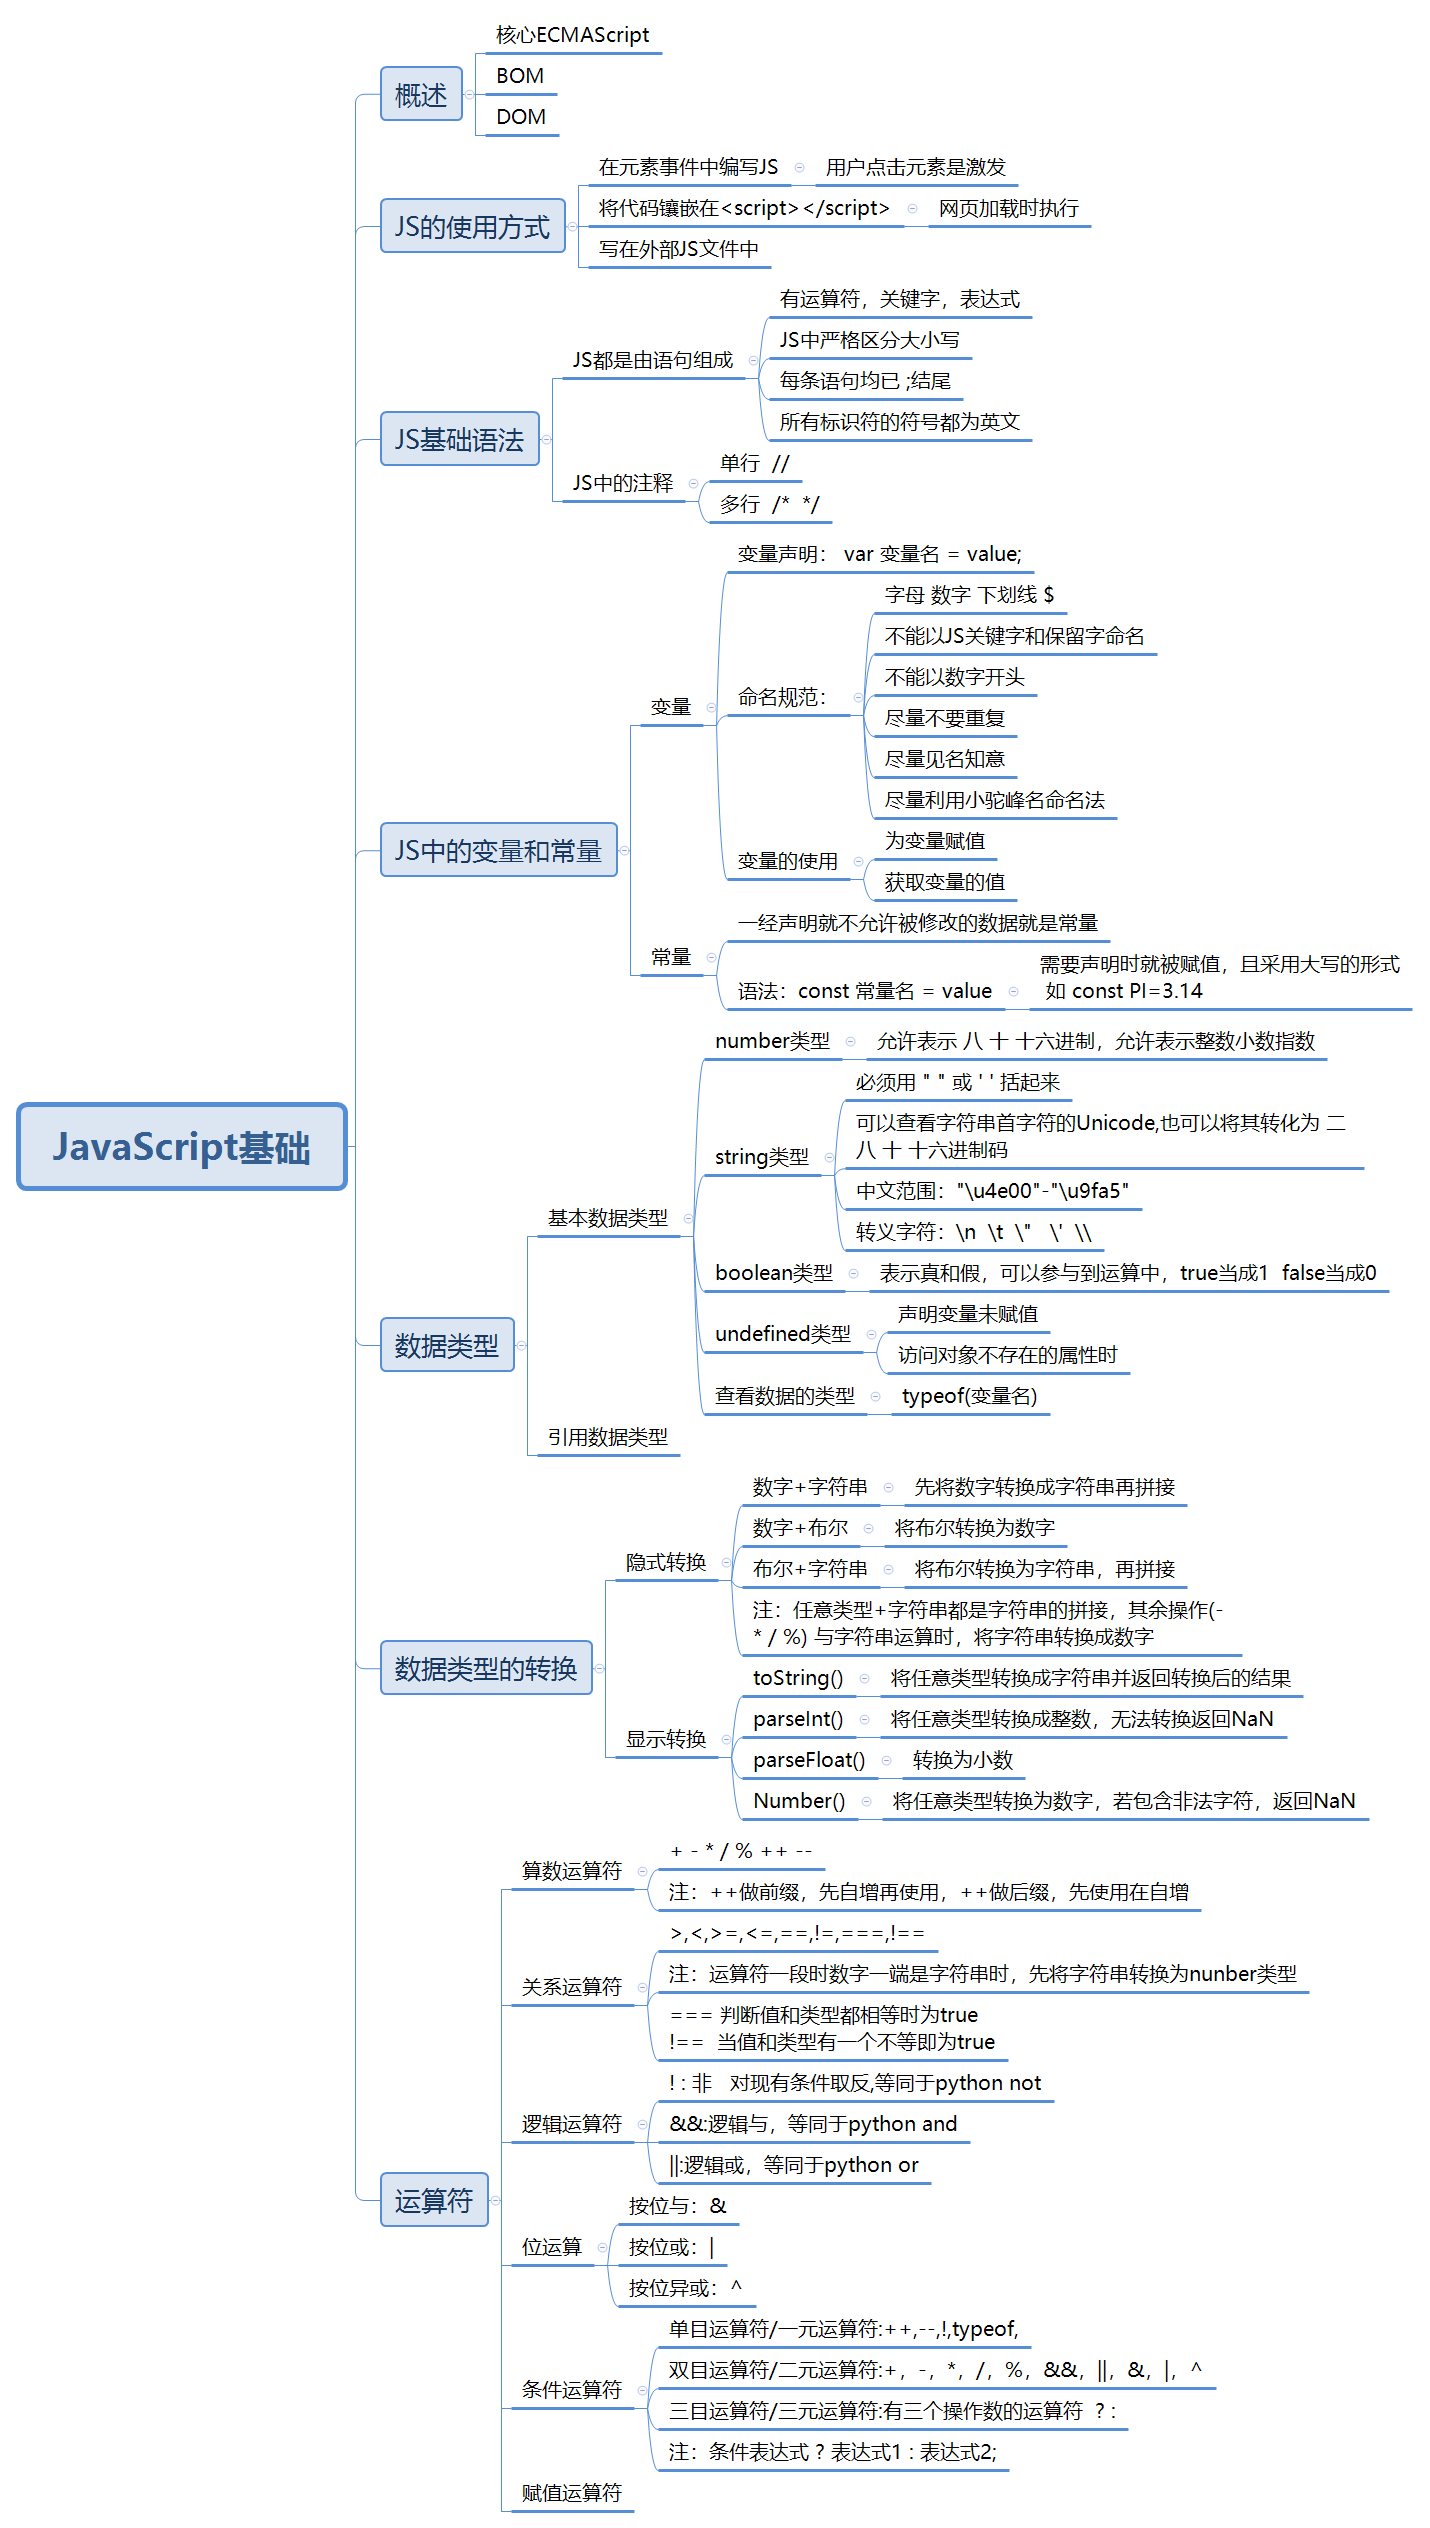 JavaScript基础
概述
核心ECMAScript
BOM
DOM
JS的使用方式
在元素事件中编写JS
用户点击元素是激发
将代码镶嵌在<script></script>
网页加载时执行
写在外部JS文件中
JS基础语法
JS都是由语句组成
有运算符，关键字，表达式
JS中严格区分大小写
每条语句均已 ;结尾
所有标识符的符号都为英文
JS中的注释
单行  //
多行  /*  */
JS中的变量和常量
变量
变量声明： var 变量名 = value;
命名规范：
字母 数字 下划线 $
不能以JS关键字和保留字命名
不能以数字开头
尽量不要重复
尽量见名知意
尽量利用小驼峰名命名法
变量的使用
为变量赋值
获取变量的值
常量
一经声明就不允许被修改的数据就是常量
语法：const 常量名 = value
需要声明时就被赋值，且采用大写的形式
如 const PI=3.14
数据类型
基本数据类型
number类型
允许表示 八 十 十六进制，允许表示整数小数指数
string类型
必须用 " " 或 ' ' 括起来
可以查看字符串首字符的Unicode,也可以将其转化为 二
八 十 十六进制码
中文范围："\u4e00"-"\u9fa5"
转义字符：\n  \t  \"   \'  \\
boolean类型
表示真和假，可以参与到运算中，true当成1  false当成0
undefined类型
声明变量未赋值
访问对象不存在的属性时
查看数据的类型
typeof(变量名)
引用数据类型
数据类型的转换
隐式转换
数字+字符串
先将数字转换成字符串再拼接
数字+布尔
将布尔转换为数字
布尔+字符串
将布尔转换为字符串，再拼接
注：任意类型+字符串都是字符串的拼接，其余操作(-
* / %) 与字符串运算时，将字符串转换成数字
显示转换
toString()
将任意类型转换成字符串并返回转换后的结果
parseInt()
将任意类型转换成整数，无法转换返回NaN
parseFloat()
转换为小数
Number()
将任意类型转换为数字，若包含非法字符，返回NaN
运算符
算数运算符
+ - * / % ++ --
注：++做前缀，先自增再使用，++做后缀，先使用在自增
关系运算符
>,<,>=,<=,==,!=,===,!==
注：运算符一段时数字一端是字符串时，先将字符串转换为nunber类型
=== 判断值和类型都相等时为true
!==  当值和类型有一个不等即为true
逻辑运算符
! : 非   对现有条件取反,等同于python not
&&:逻辑与，等同于python and
||:逻辑或，等同于python or
位运算
按位与：&
按位或：|
按位异或：^
条件运算符
单目运算符/一元运算符:++,--,!,typeof,
双目运算符/二元运算符:+，-，*，/，%，&&，||，&，|，^
三目运算符/三元运算符:有三个操作数的运算符  ? :
注：条件表达式 ? 表达式1 : 表达式2;
赋值运算符